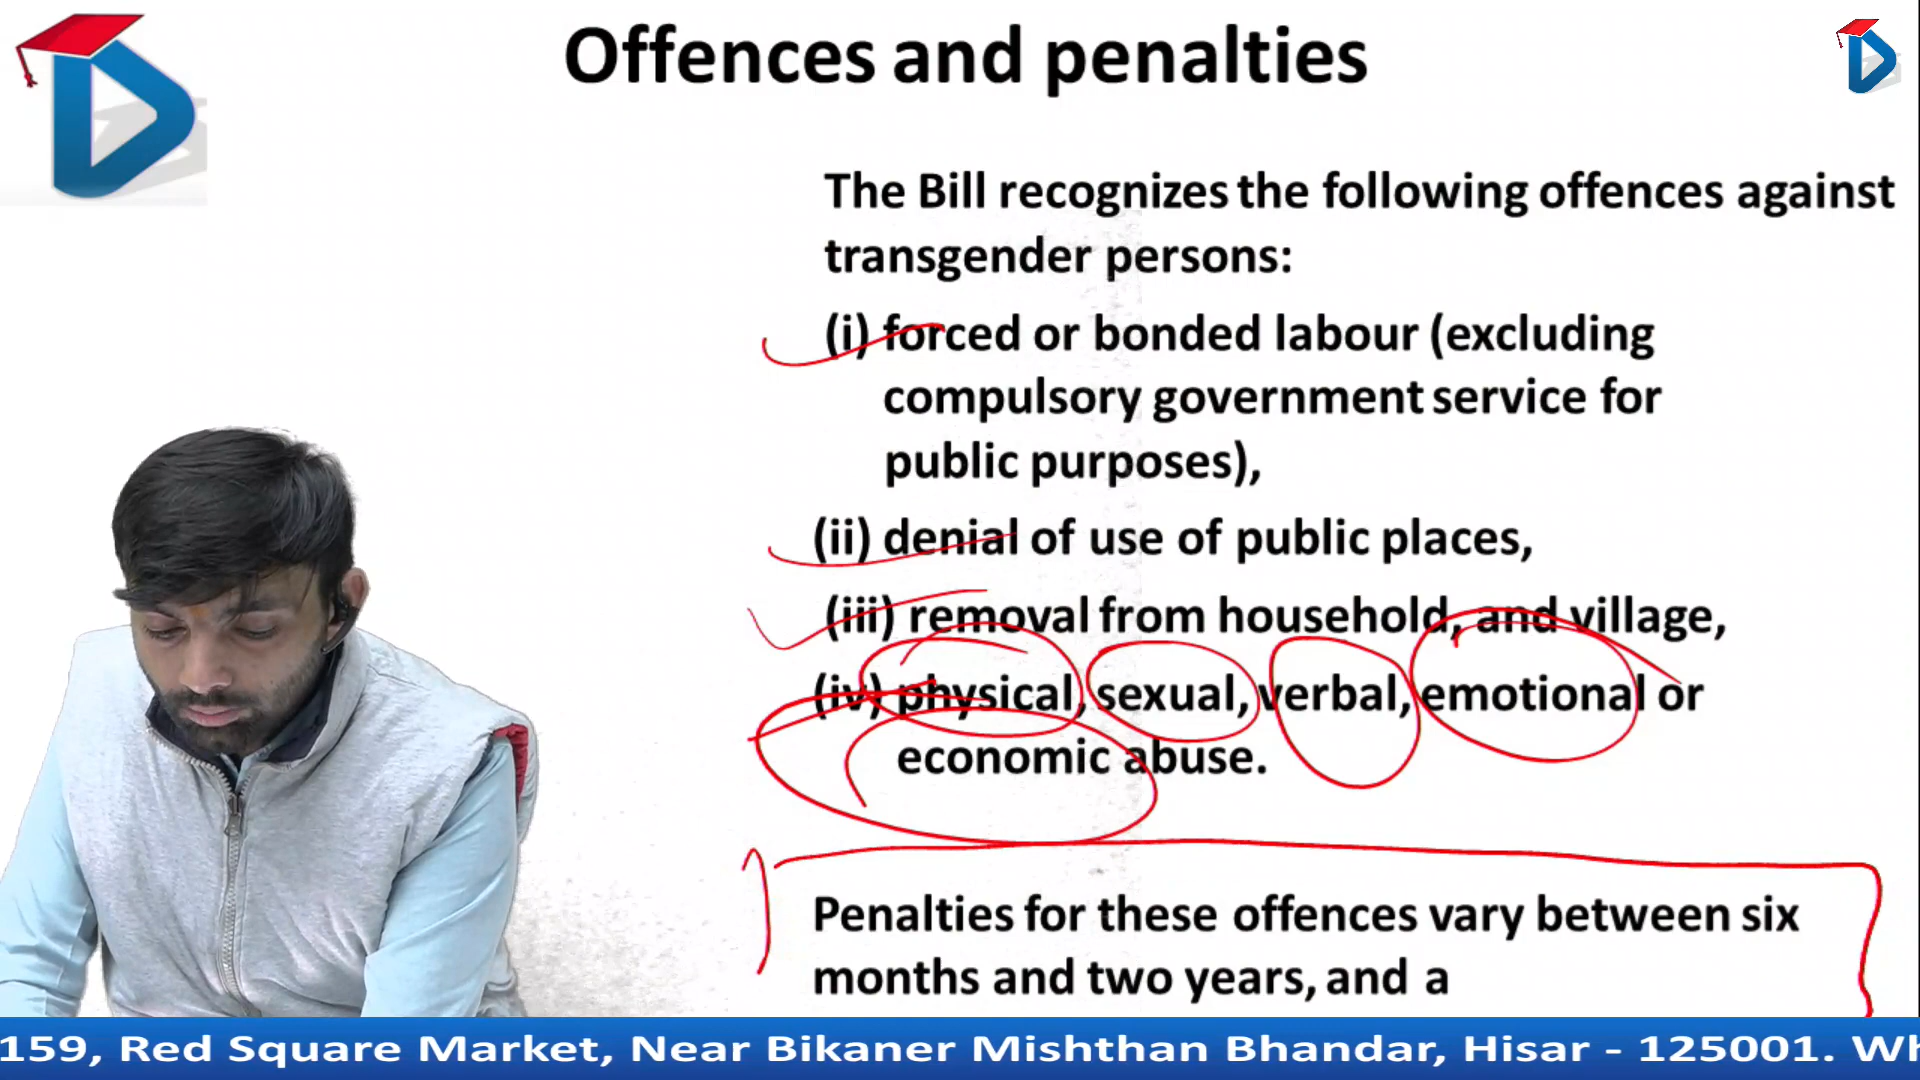 Offences and penalties
The Bill recognizes the following offences against
transgender persons:
(i) forced or bonded labour (excluding
compulsory government service for
public purposes),
(ii) denial of use of public places,
(iii) removal from household, and village,
(iv) physical, sexual, verbal, emotional or
economic abuse.
Penalties for these offences vary between six
months and two years, and a
159, Red Square Market, Near Bikaner Mishthan Bhandar, Hisar - 125001. Wh